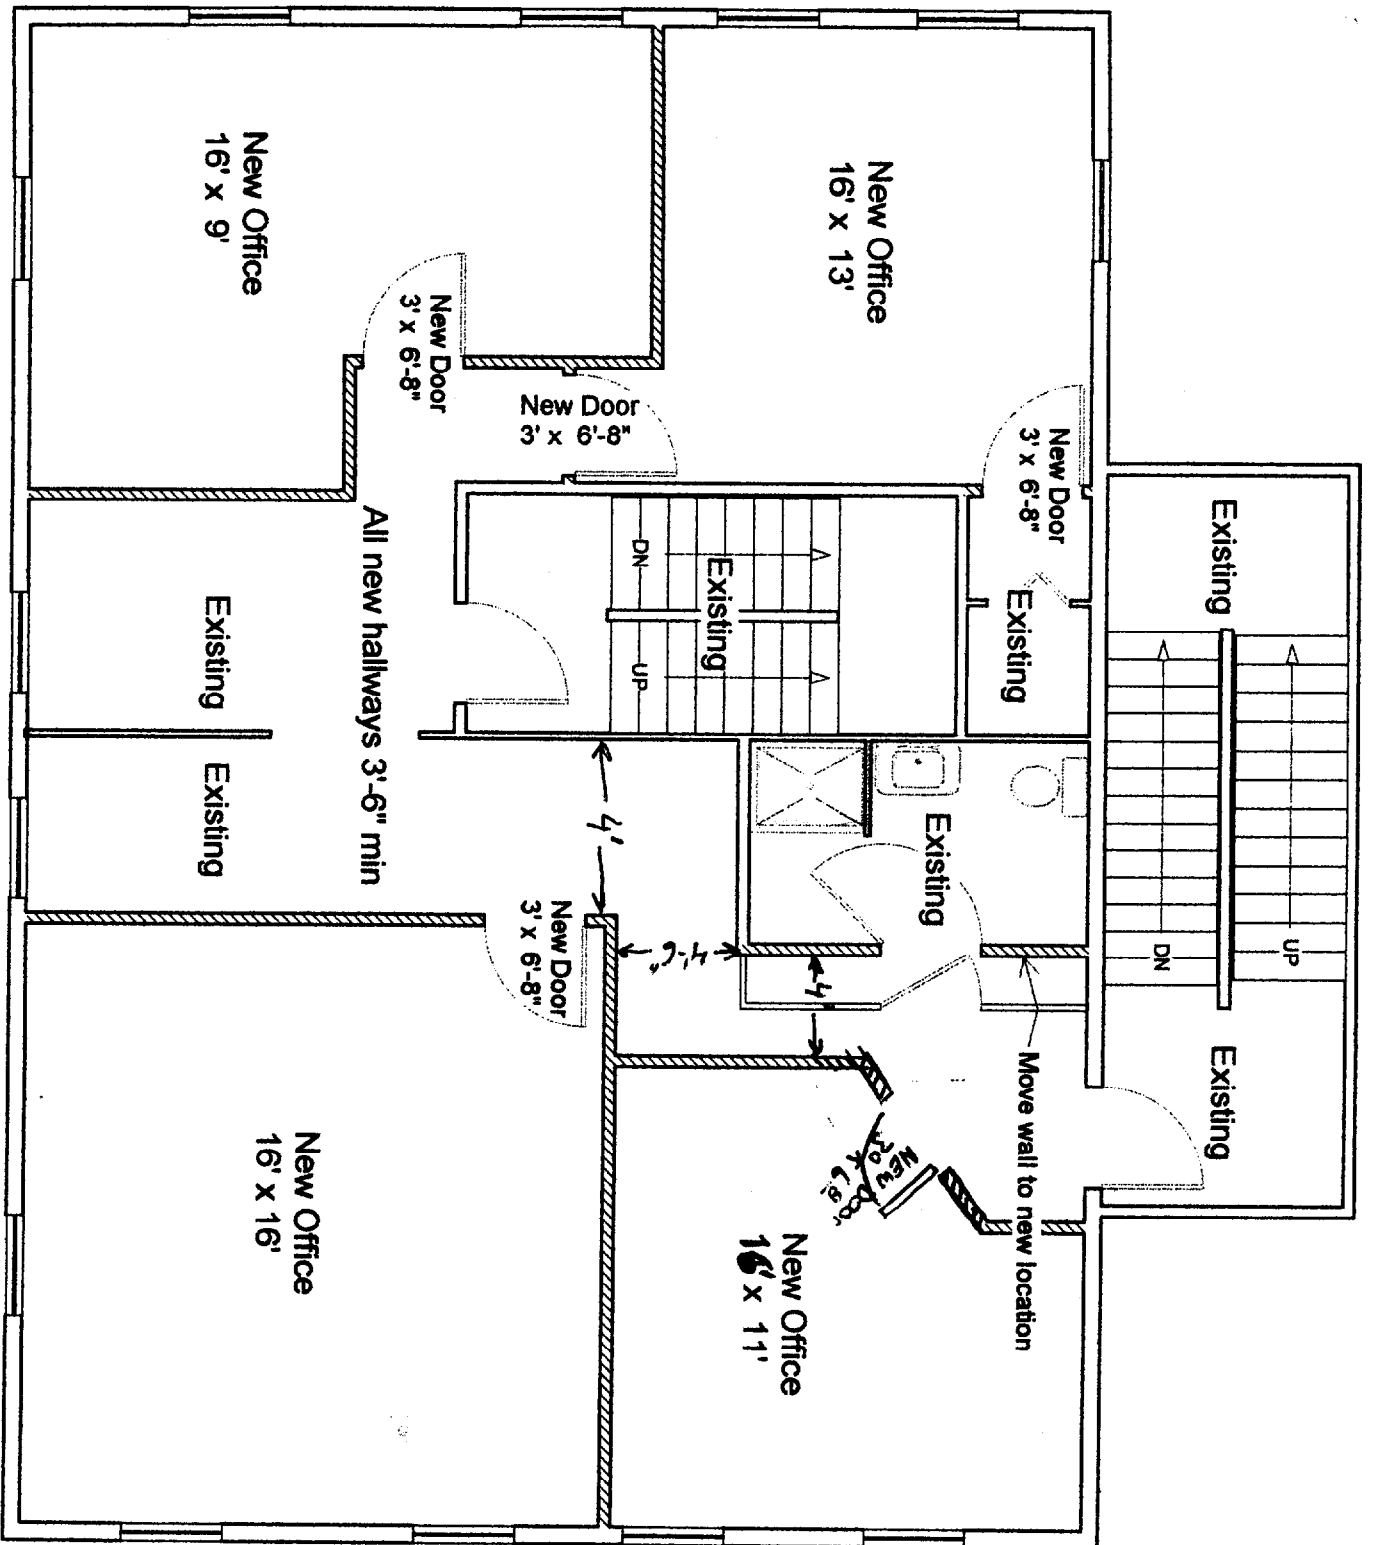 New Office
16' x 9'
New Office
16' x 13'
New Door
3' x 6'-8"
New Door
3' x 6'-8"
New Door
3' x 6'-8"
Existing
Existing
DN
UP
Existing
Existing
UP
DN
Existing
All new hallways 3'-6" min
Existing
Existing
4'
Existing
New Door
3' x 6'-8"
4'-6"
4'
Move wall to new location
NEW Door
New Office
16' x 16'
New Office
16' x 11'